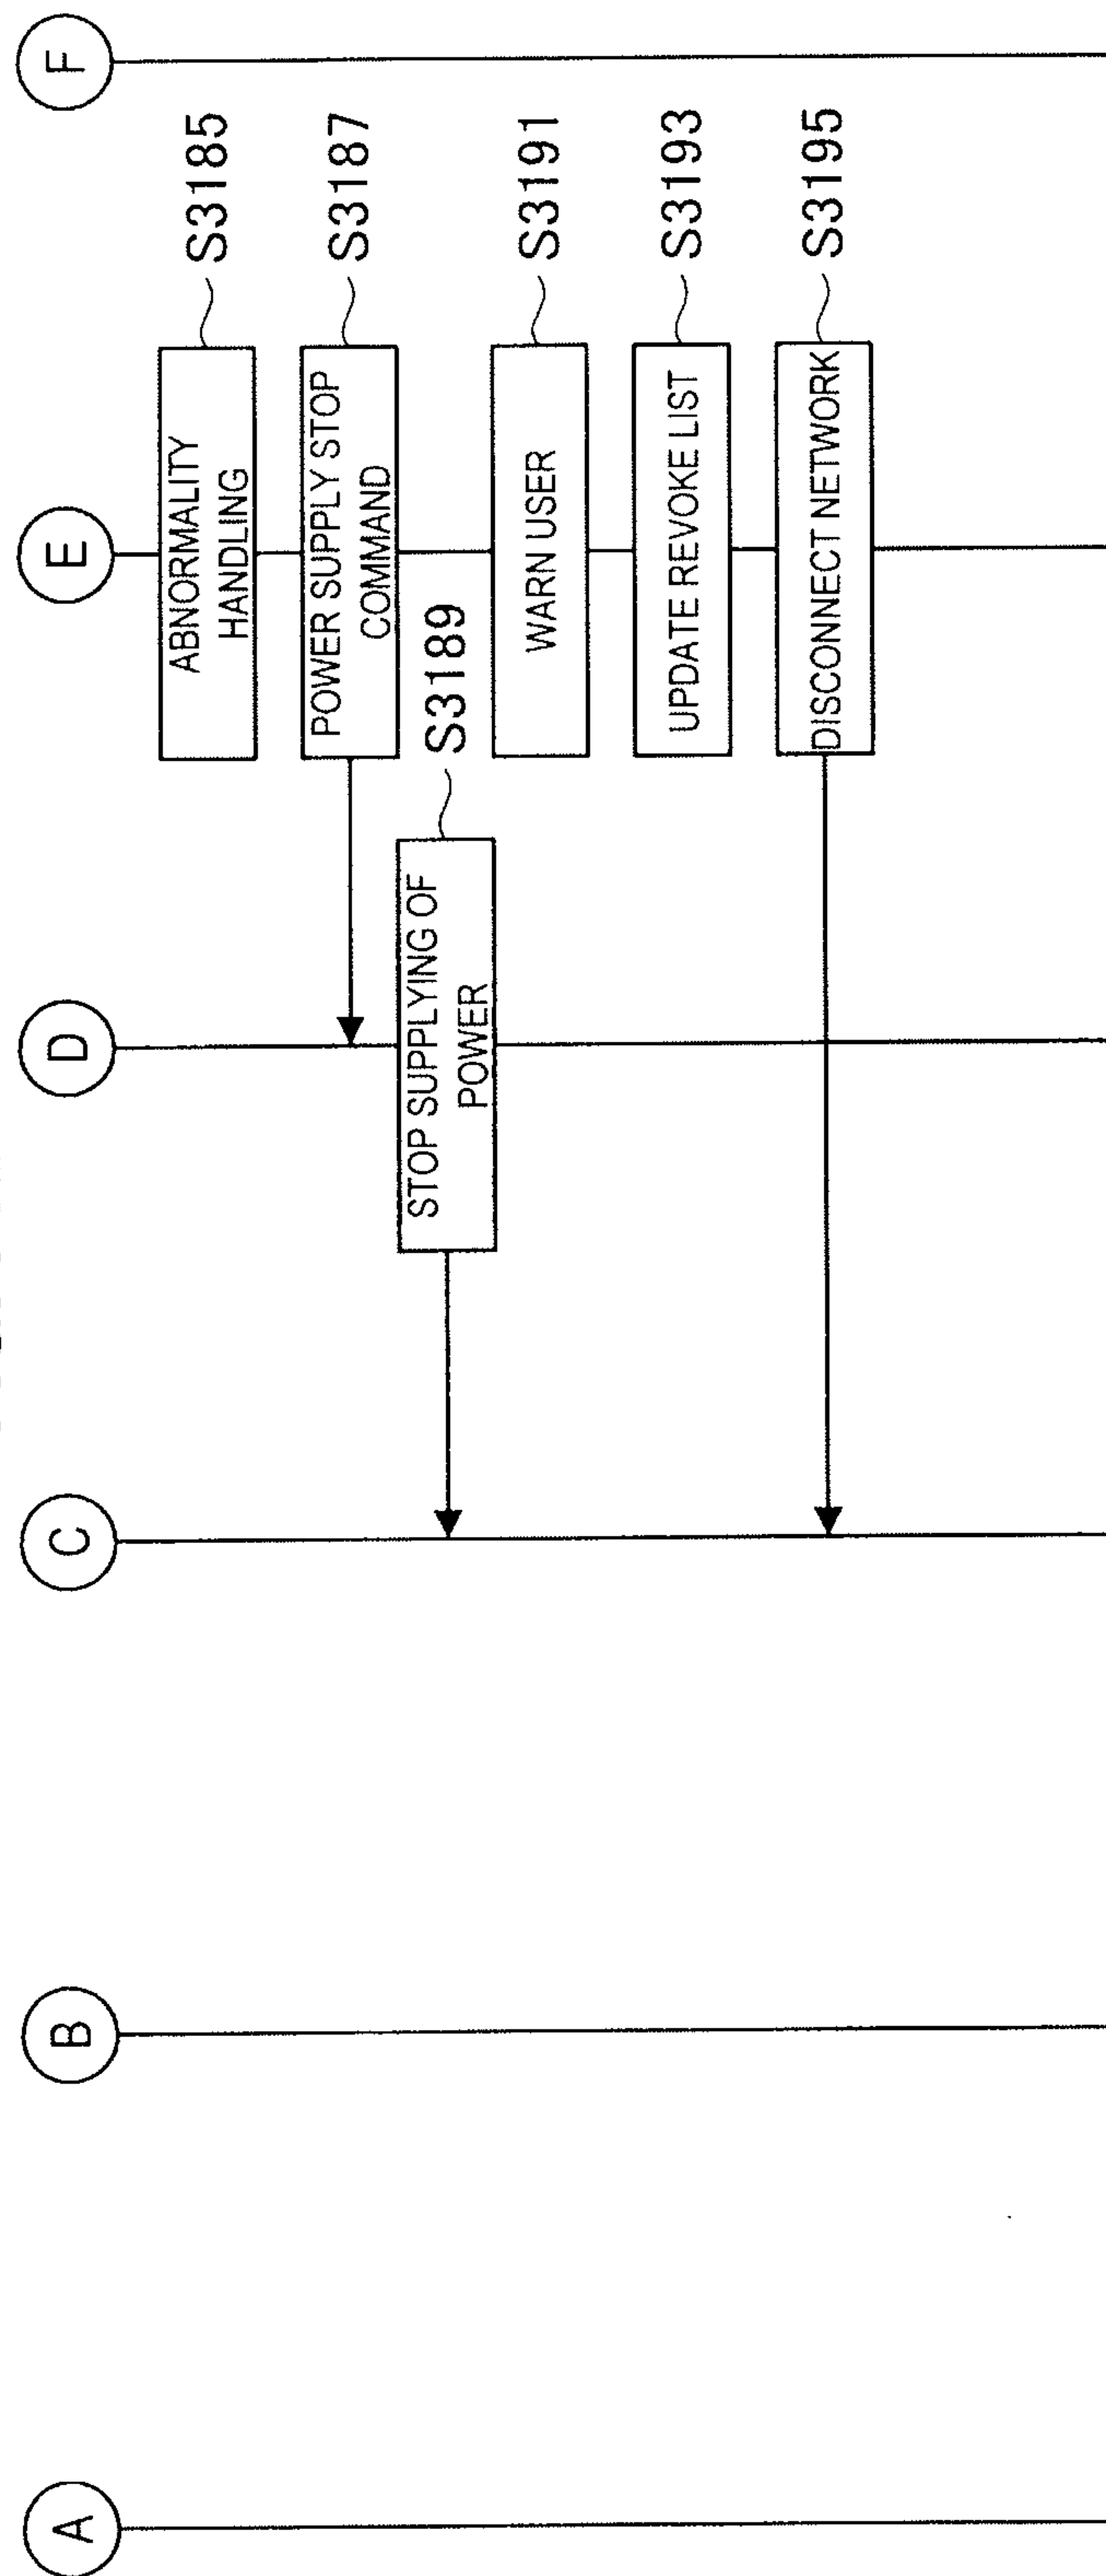 A
B
C
D
E
F
ABNORMALITY
HANDLING
S3185
POWER SUPPLY STOP
COMMAND
S3187
STOP SUPPLYING OF
POWER
S3189
WARN USER
S3191
UPDATE REVOKE LIST
S3193
DISCONNECT NETWORK
S3195